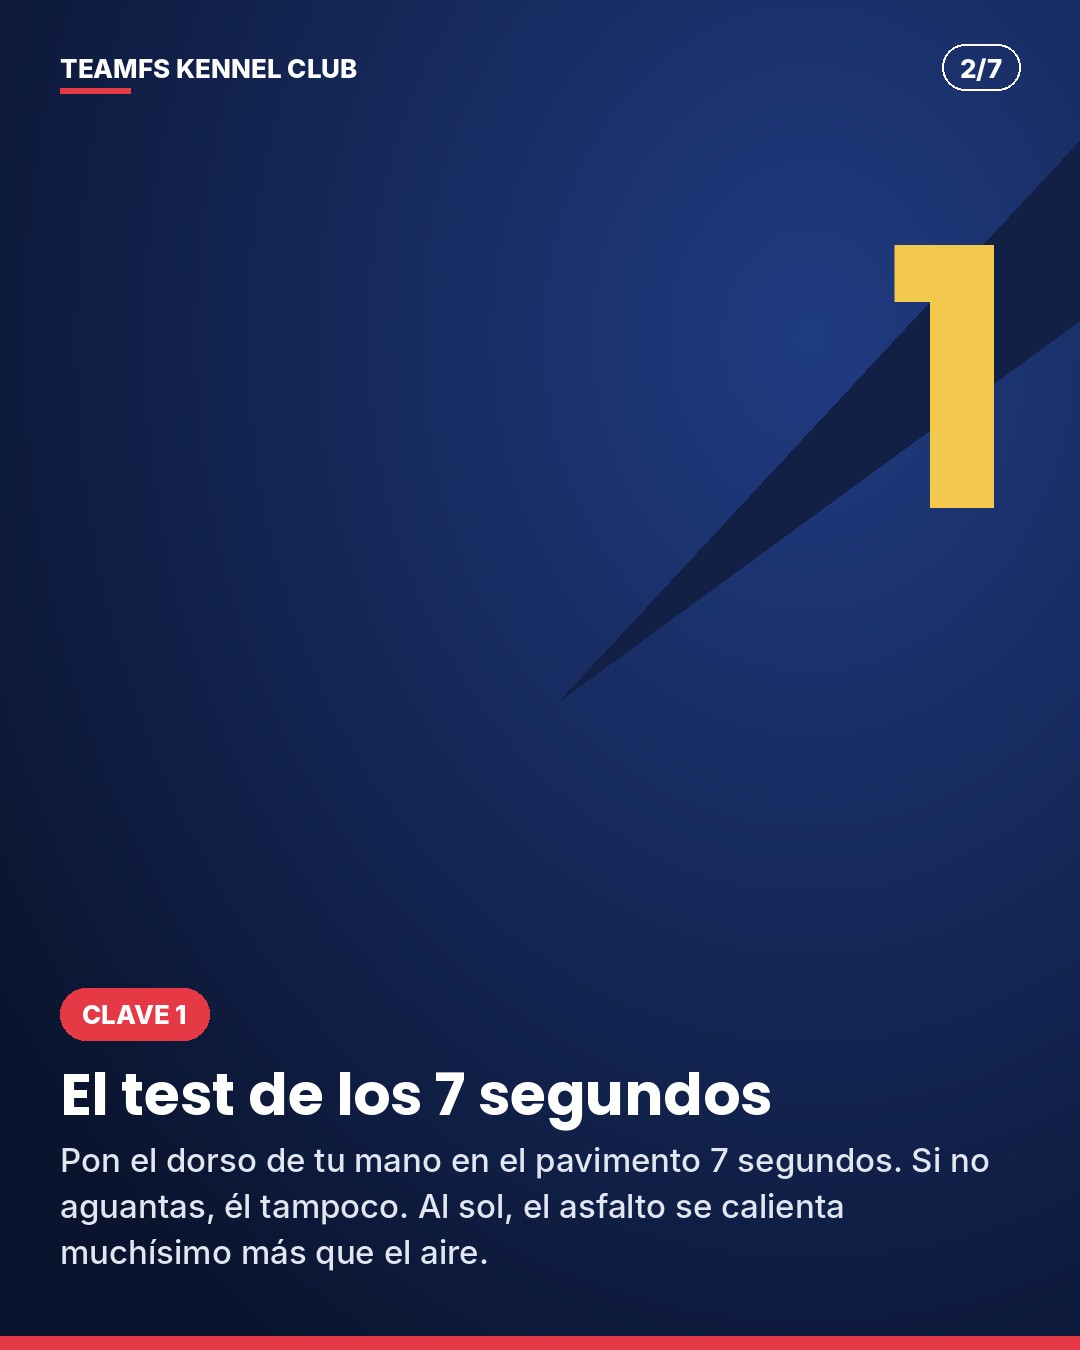 TEAMFS KENNEL CLUB
2/7
1
CLAVE 1
El test de los 7 segundos
Pon el dorso de tu mano en el pavimento 7 segundos. Si no
aguantas, él tampoco. Al sol, el asfalto se calienta
muchísimo más que el aire.